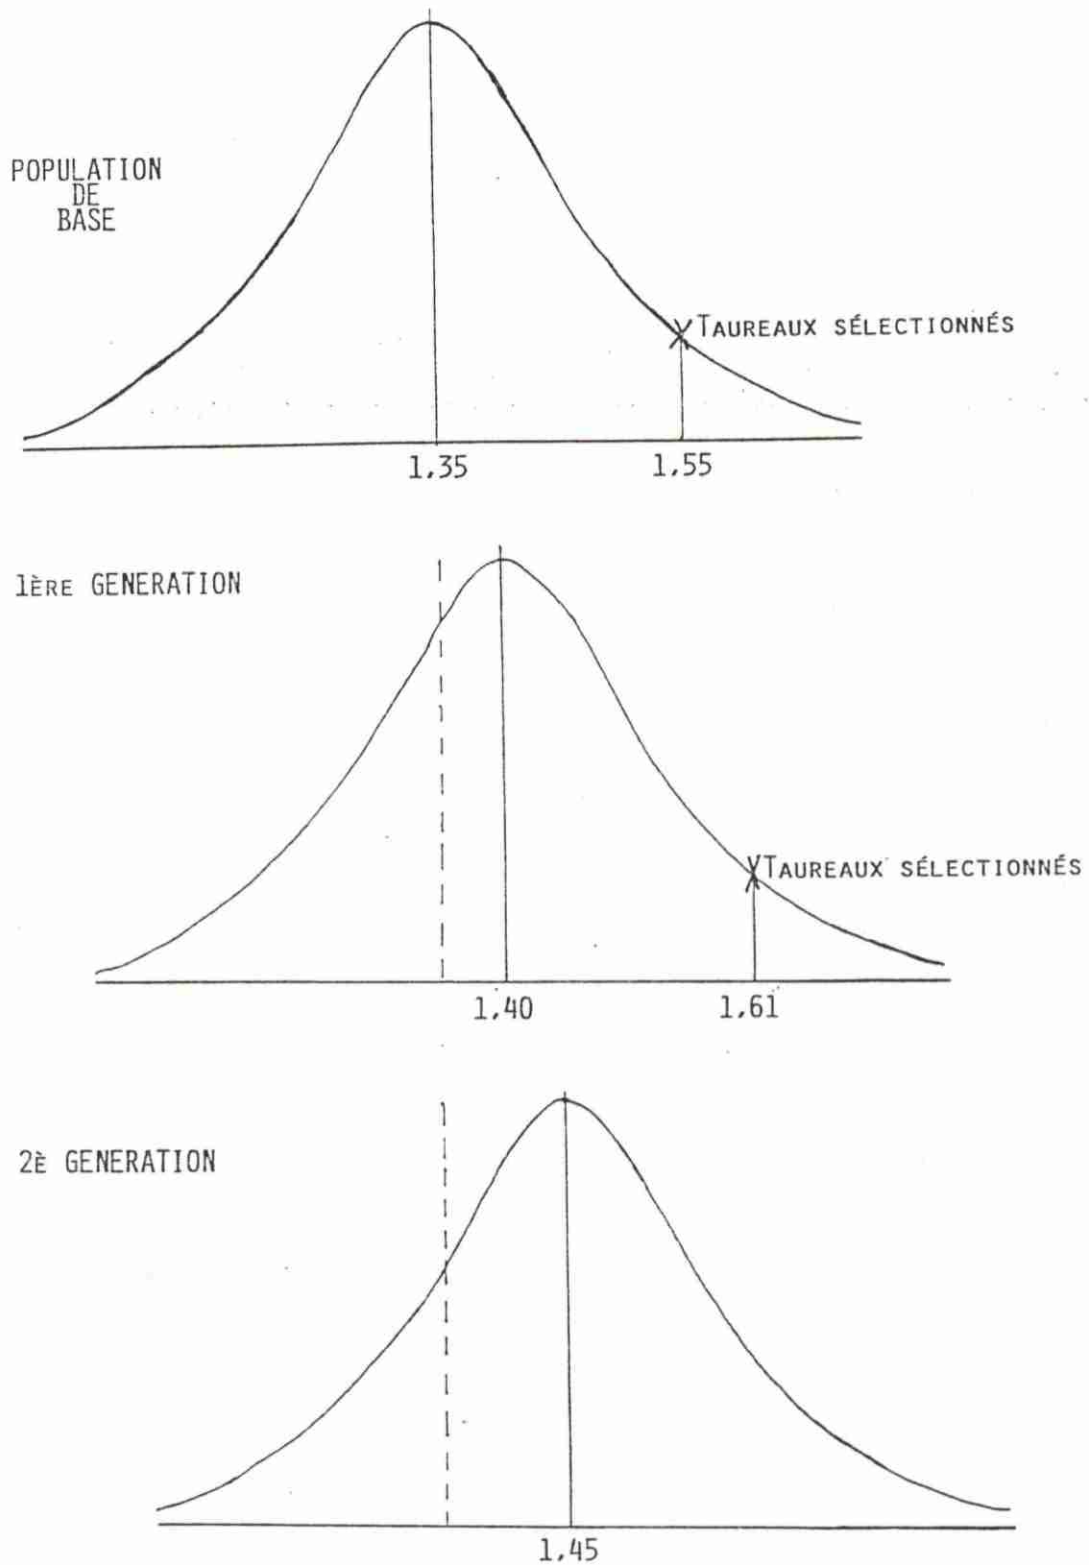 POPULATION
DE
BASE
TAUREAUX SÉLECTIONNÉS
1,35
1,55
1ÈRE GENERATION
TAUREAUX SÉLECTIONNÉS
1,40
1,61
2È GENERATION
1,45